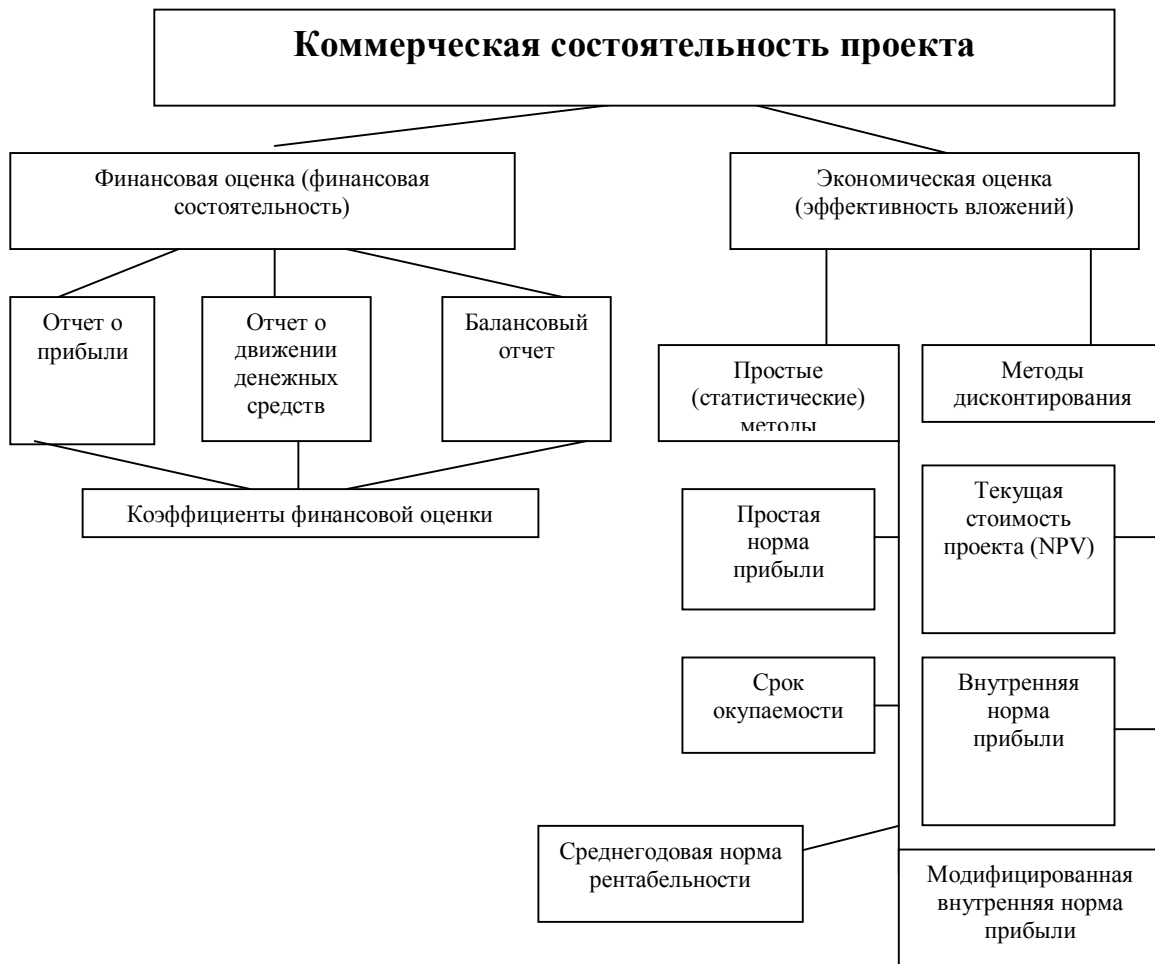 Коммерческая состоятельность проекта
Финансовая оценка (финансовая
состоятельность)
Экономическая оценка
(эффективность вложений)
Отчет о
прибыли
Отчет о
движении
денежных
средств
Балансовый
отчет
Простые
(статистические)
методы
Методы
дисконтирования
Коэффициенты финансовой оценки
Простая
норма
прибыли
Текущая
стоимость
проекта (NPV)
Срок
окупаемости
Внутренняя
норма
прибыли
Среднегодовая норма
рентабельности
Модифицированная
внутренняя норма
прибыли